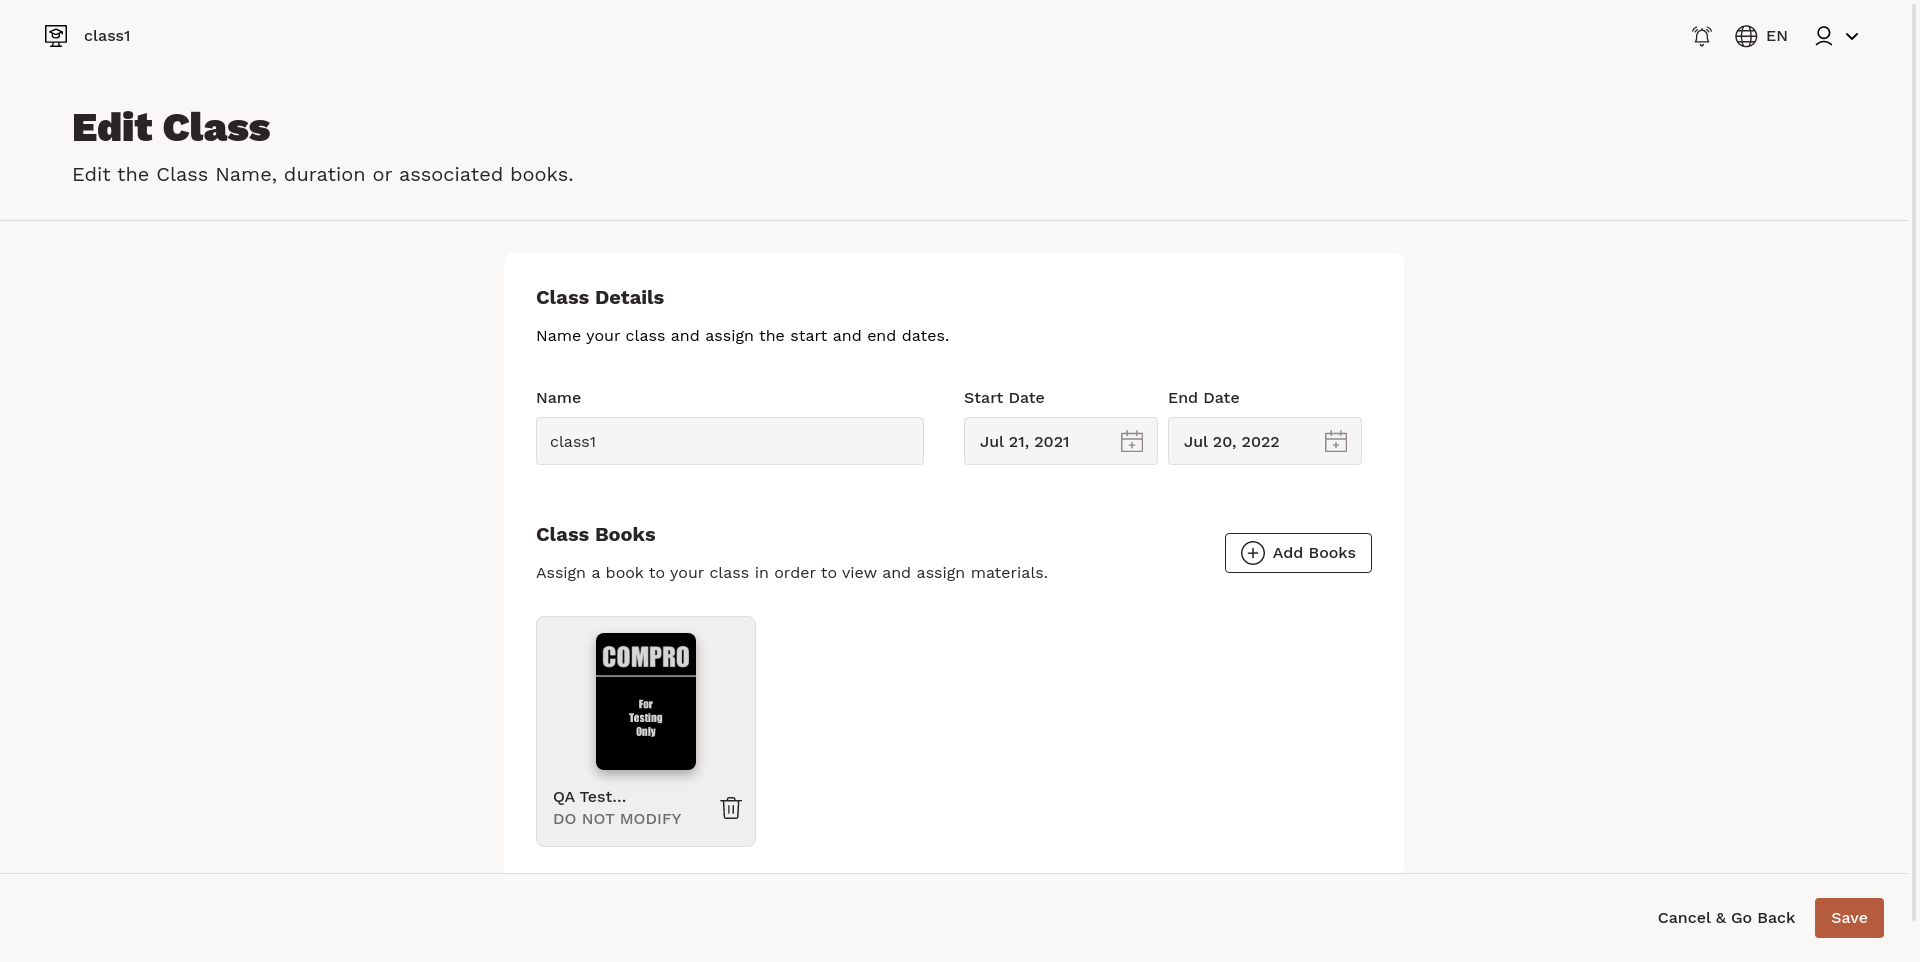 class1
EN
Edit Class
Edit the Class Name, duration or associated books.
Class Details
Name your class and assign the start and end dates.
Name
Start Date
End Date
class1
Jul 21, 2021
Jul 20, 2022
Class Books
Add Books
Assign a book to your class in order to view and assign materials.
COMPRO
For
Testing
Only
QA Test...
DO NOT MODIFY
Cancel & Go Back
Save